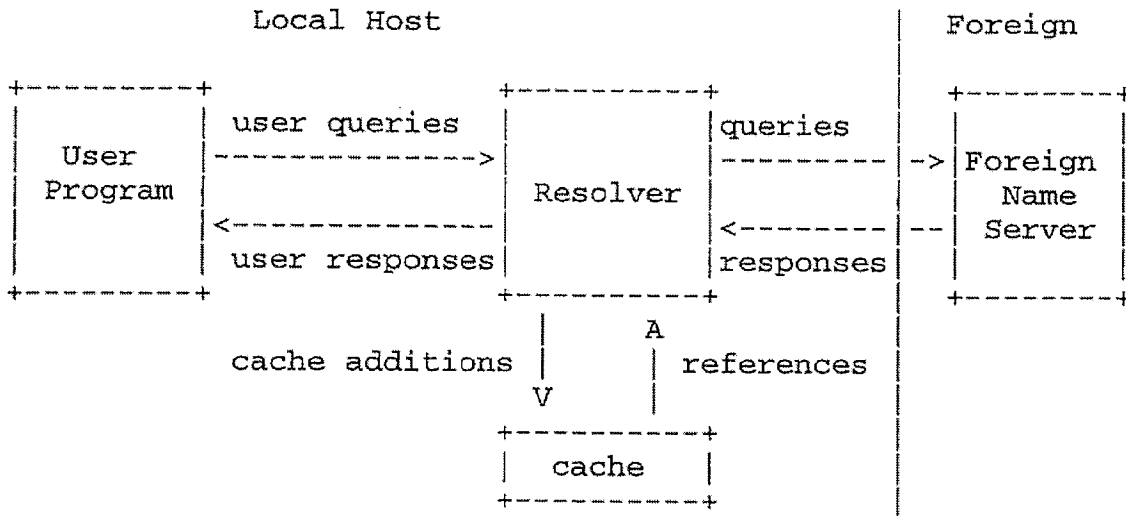 Local Host
Foreign
user queries
queries
User
Program
Resolver
Foreign
Name
Server
user responses
responses
A
cache additions
references
V
cache